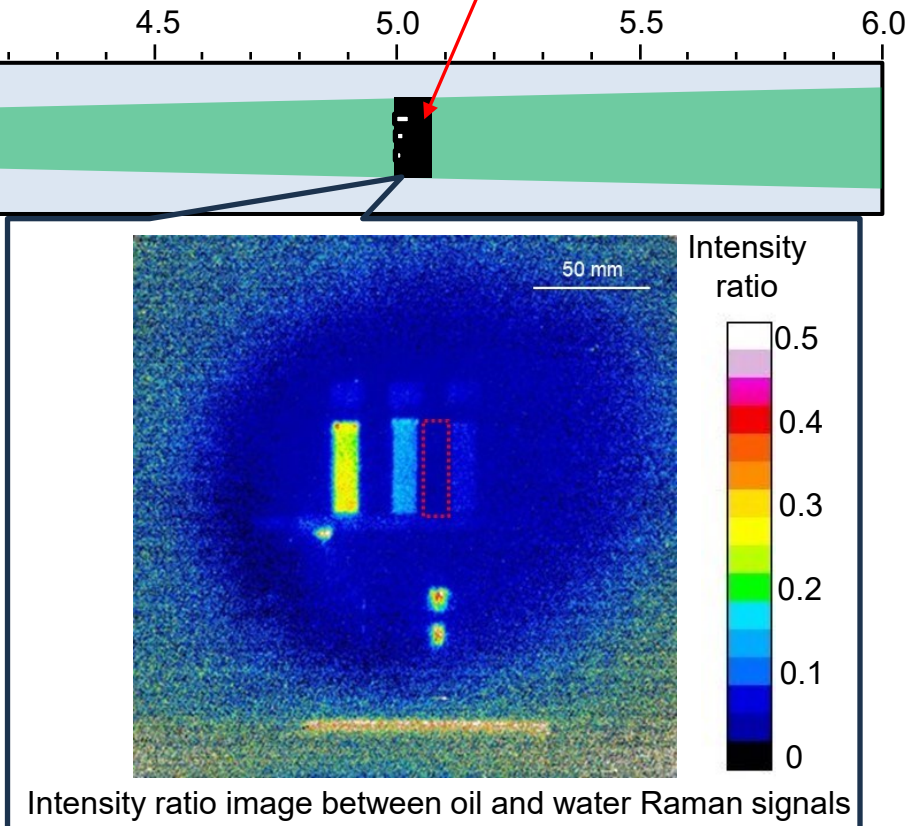 4.5 5.0 5.5 6.0
Intensity
ratio
50 mm
0.5
0.4
0.3
0.2
0.1
0
Intensity ratio image between oil and water Raman signals